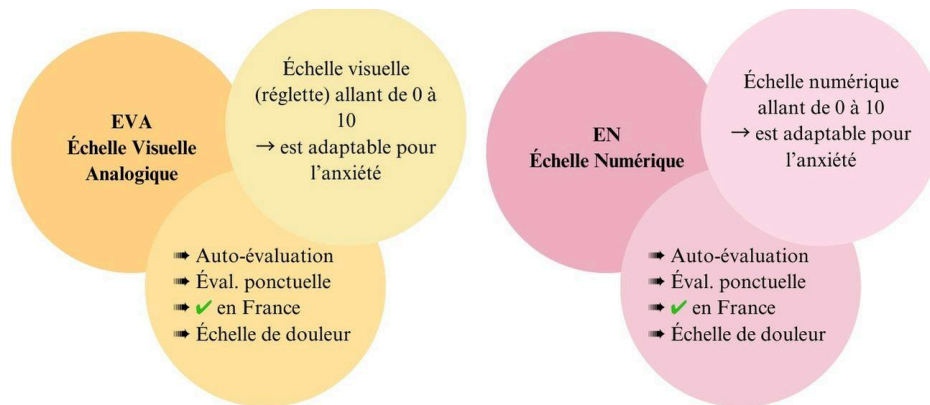 EVA
Échelle Visuelle
Analogique
Échelle visuelle
(réglette) allant de 0 à
10
→ est adaptable pour
l’anxiété
➠ Auto-évaluation
➠ Éval. ponctuelle
➠ ✔ en France
➠ Échelle de douleur
EN
Échelle Numérique
Échelle numérique
allant de 0 à 10
→ est adaptable pour
l’anxiété
➠ Auto-évaluation
➠ Éval. ponctuelle
➠ ✔ en France
➠ Échelle de douleur